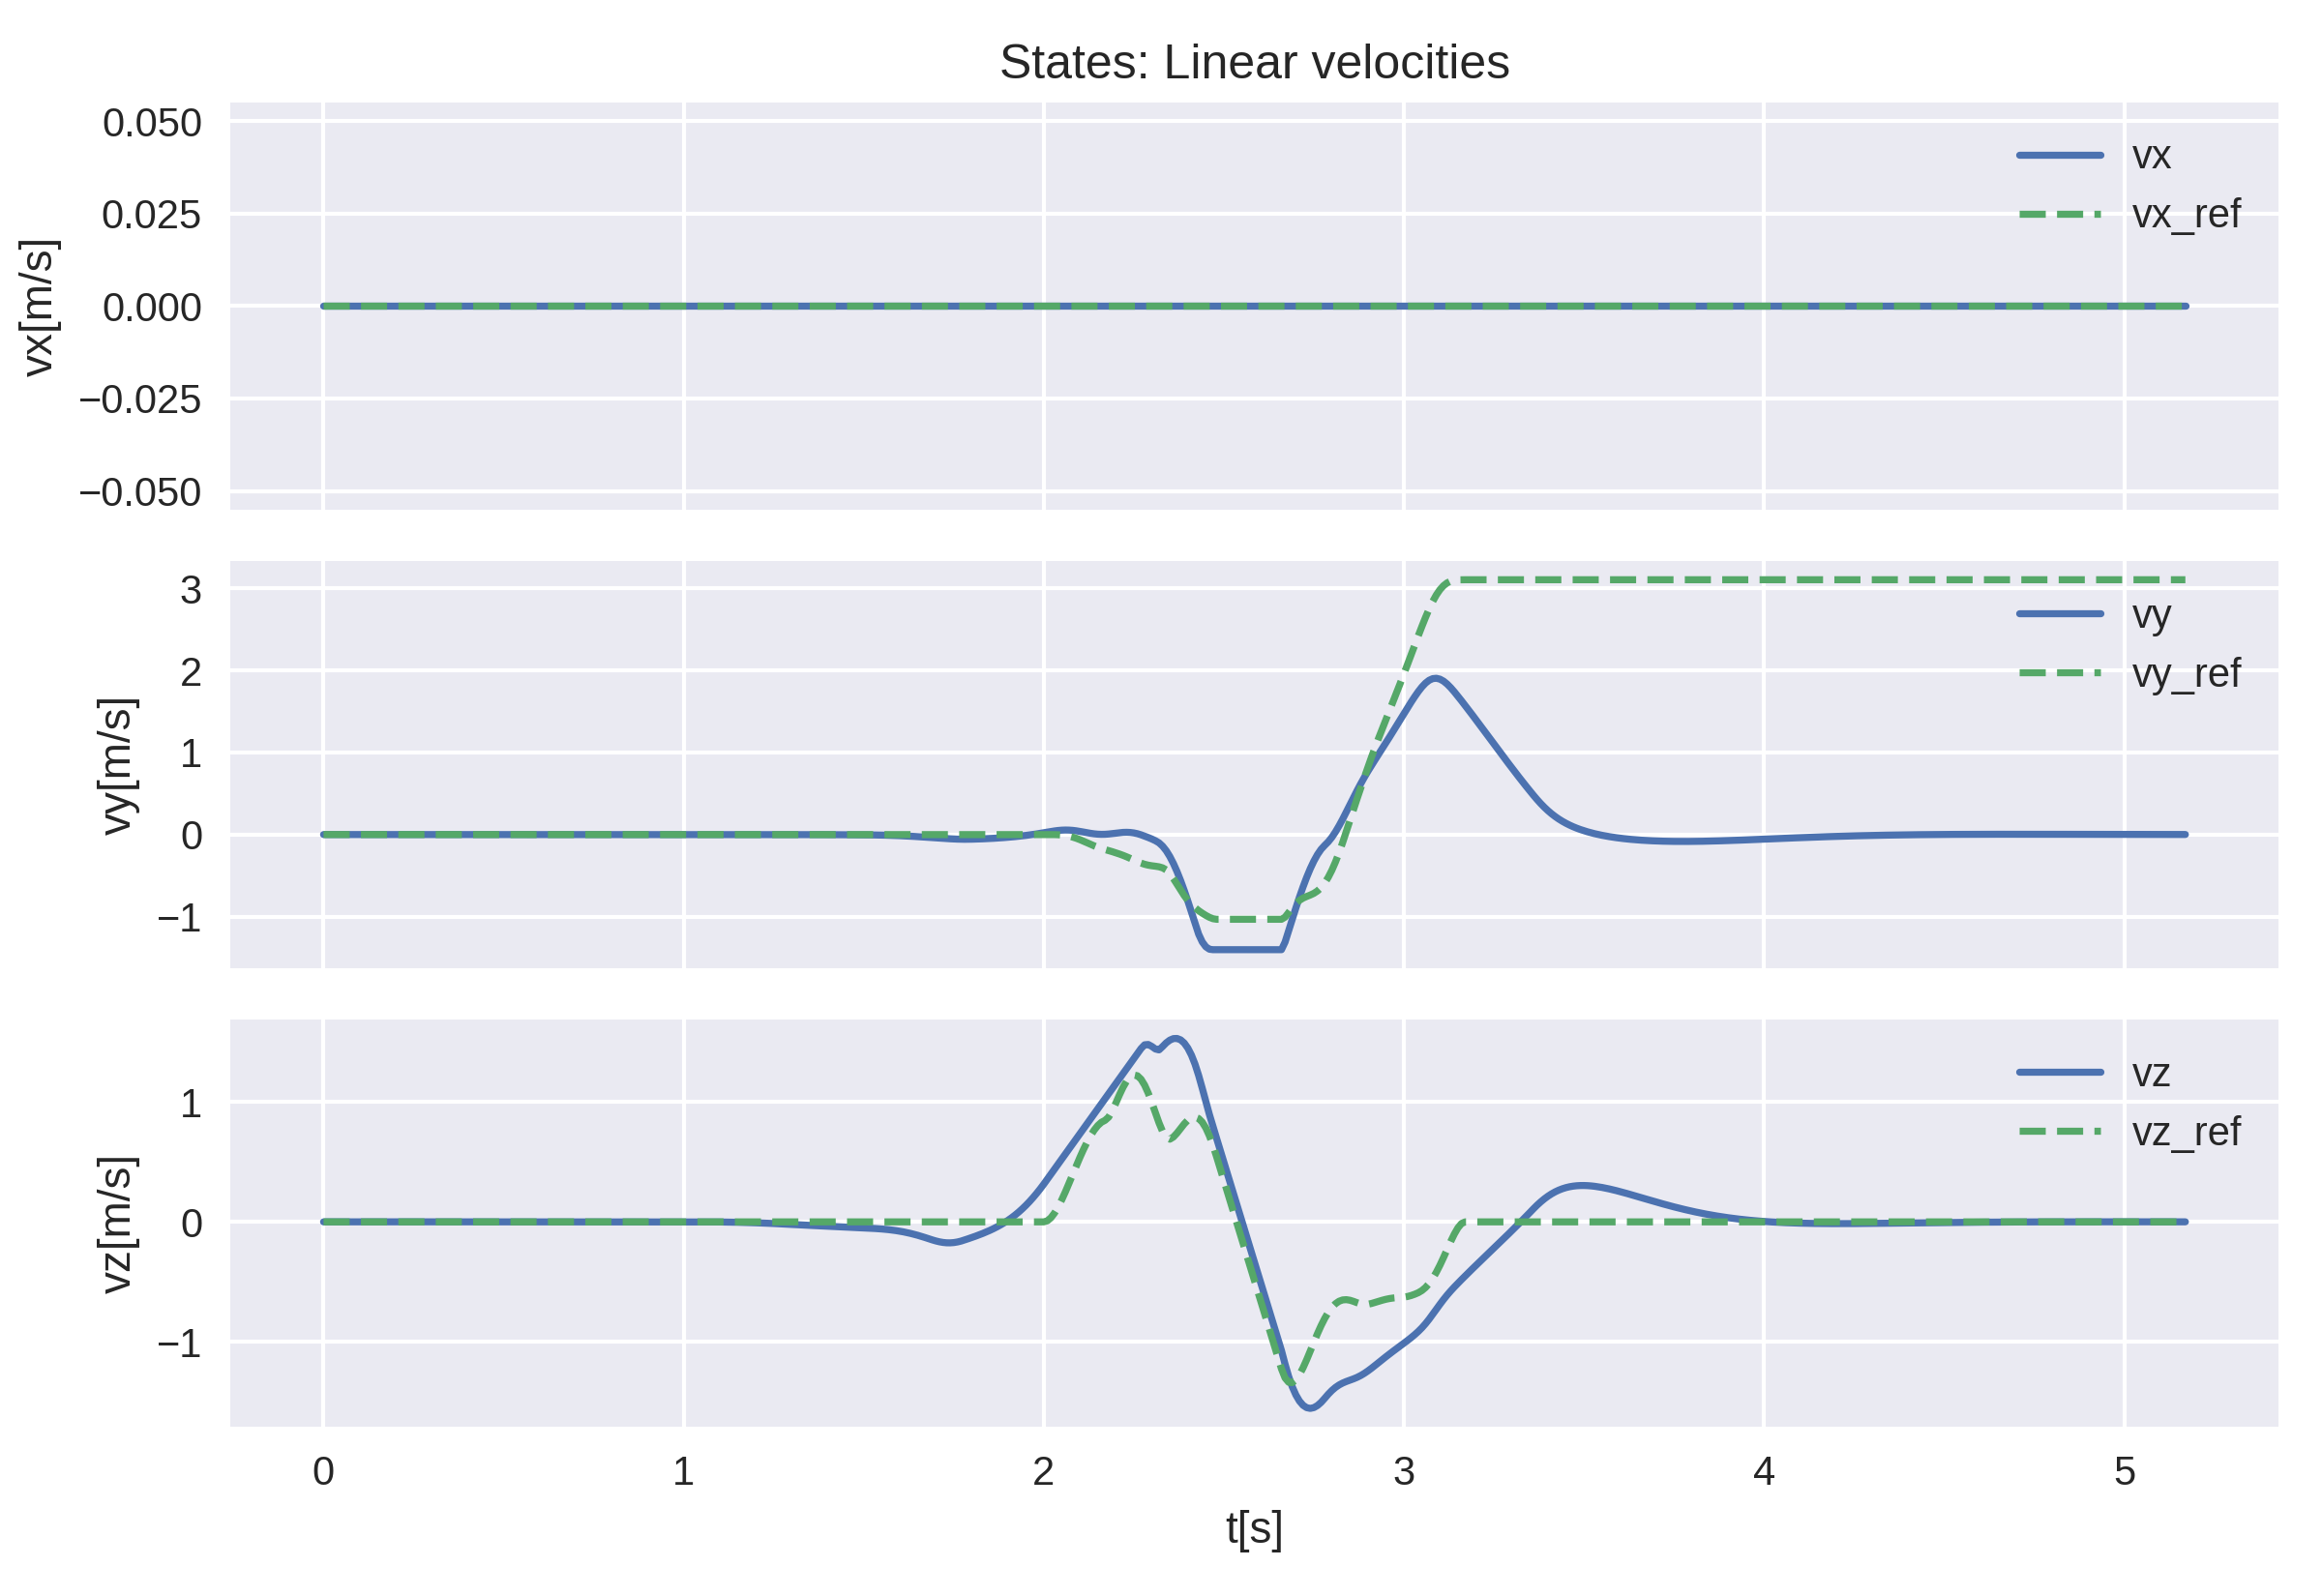 States: Linear velocities
0.050
0.025
0.000
−0.025
−0.050
vx[m/s]
vx
vx_ref
3
2
1
0
−1
vy[m/s]
vy
vy_ref
1
0
−1
vz[m/s]
vz
vz_ref
0 1 2 3 4 5
t[s]